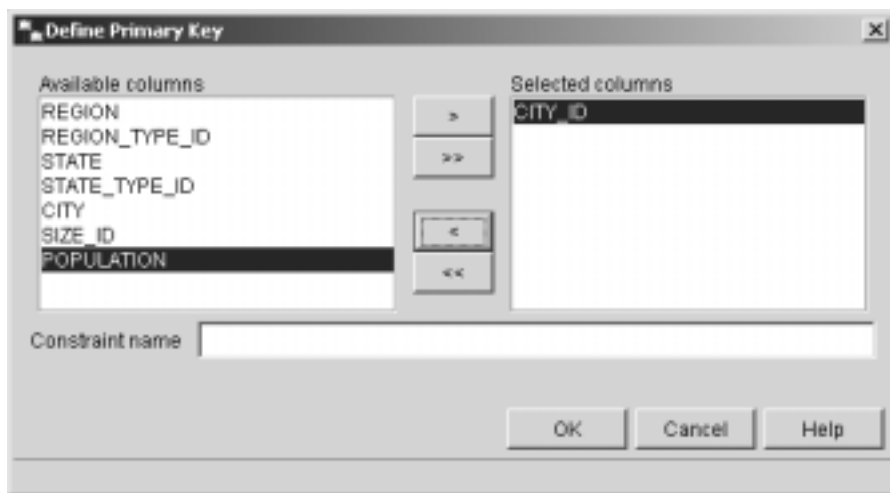 Define Primary Key
Available columns
REGION
REGION_TYPE_ID
STATE
STATE_TYPE_ID
CITY
SIZE_ID
POPULATION
>
>>
<
<<
Selected columns
CITY_ID
Constraint name
OK
Cancel
Help